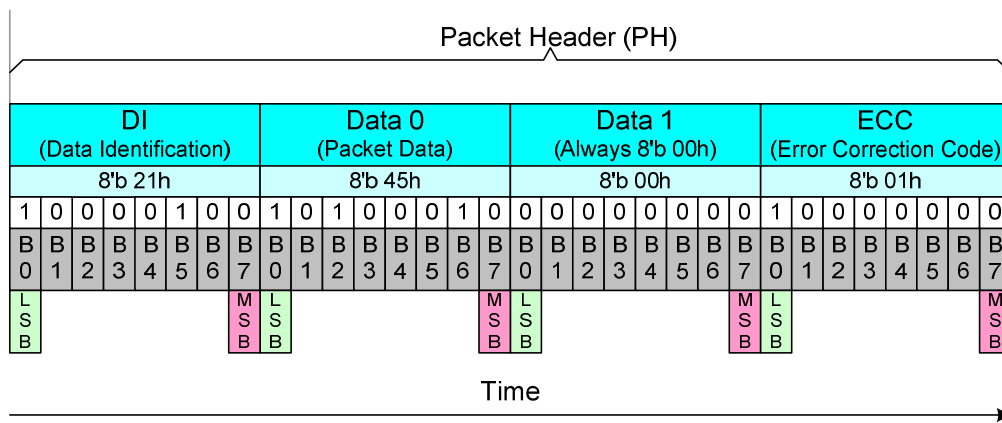 Packet Header (PH)
DI Data 0 Data 1 ECC
(Data Identification) (Packet Data) (Always 8'b 00h) (Error Correction Code)
8'b 21h 8'b 45h 8'b 00h 8'b 01h
1 0 0 0 0 1 0 0 1 0 1 0 0 0 1 0 0 0 0 0 0 0 0 0 1 0 0 0 0 0 0 0
B0 B1 B2 B3 B4 B5 B6 B7 B0 B1 B2 B3 B4 B5 B6 B7 B0 B1 B2 B3 B4 B5 B6 B7 B0 B1 B2 B3 B4 B5 B6 B7
LSB MSB LSB MSB LSB MSB LSB MSB
Time